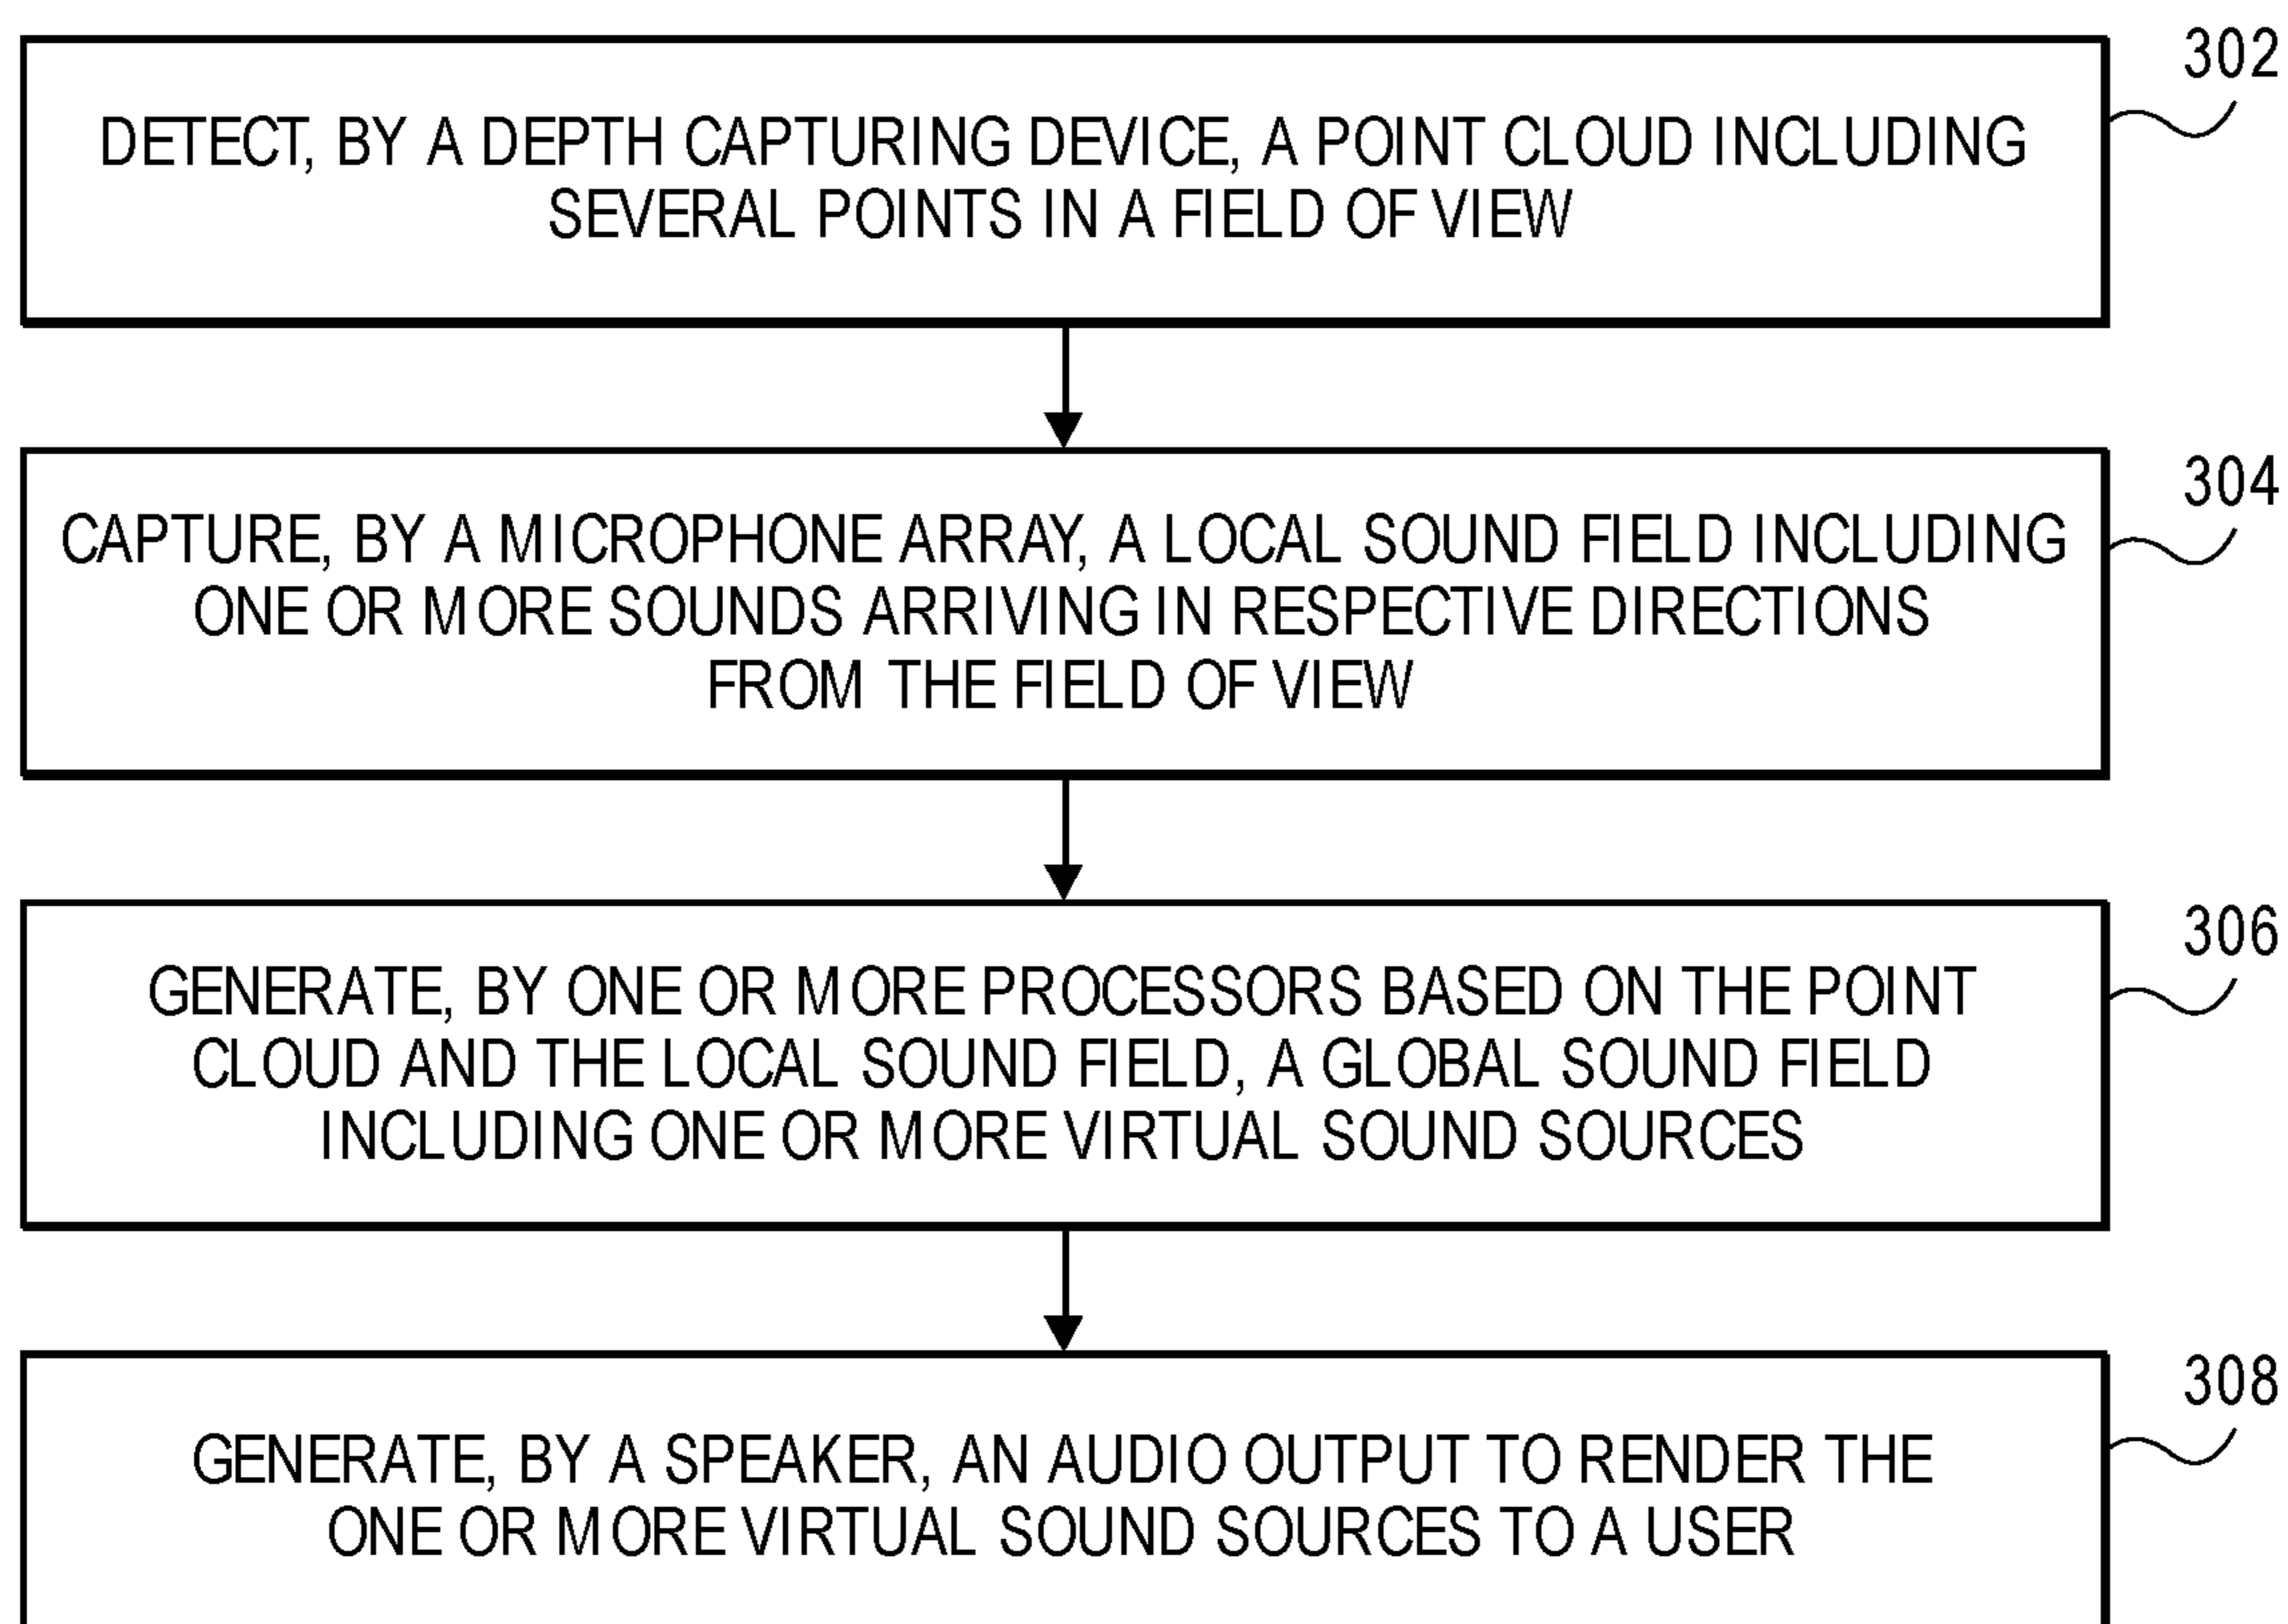 302
DETECT, BY A DEPTH CAPTURING DEVICE, A POINT CLOUD INCLUDING
SEVERAL POINTS IN A FIELD OF VIEW
304
CAPTURE, BY A MICROPHONE ARRAY, A LOCAL SOUND FIELD INCLUDING
ONE OR MORE SOUNDS ARRIVING IN RESPECTIVE DIRECTIONS
FROM THE FIELD OF VIEW
306
GENERATE, BY ONE OR MORE PROCESSORS BASED ON THE POINT
CLOUD AND THE LOCAL SOUND FIELD, A GLOBAL SOUND FIELD
INCLUDING ONE OR MORE VIRTUAL SOUND SOURCES
308
GENERATE, BY A SPEAKER, AN AUDIO OUTPUT TO RENDER THE
ONE OR MORE VIRTUAL SOUND SOURCES TO A USER